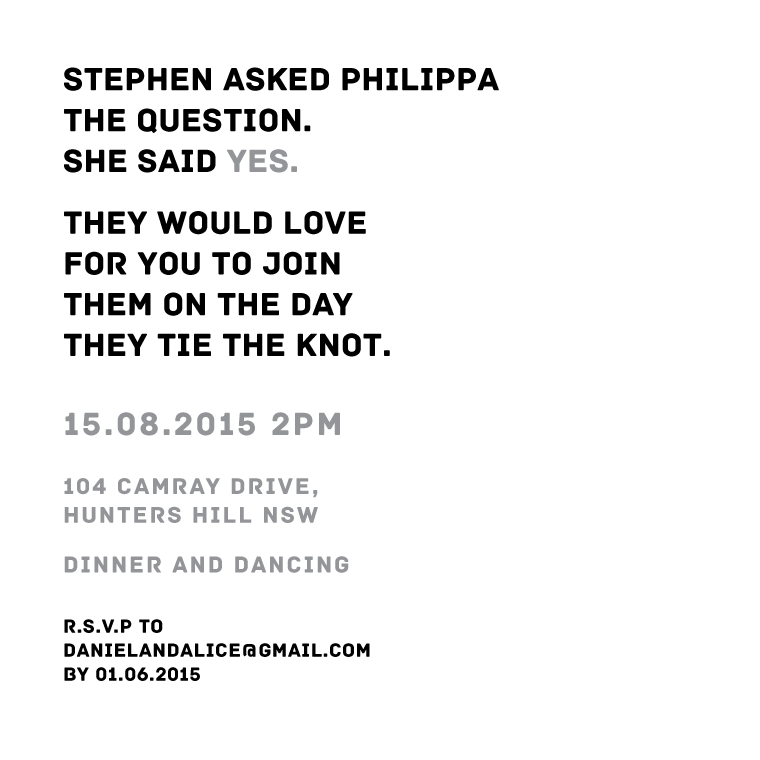 STEPHEN ASKED PHILIPPA
THE QUESTION.
SHE SAID YES.
THEY WOULD LOVE
FOR YOU TO JOIN
THEM ON THE DAY
THEY TIE THE KNOT.
15.08.2015 2PM
104 CAMRAY DRIVE,
HUNTERS HILL NSW
DINNER AND DANCING
R.S.V.P TO
DANIELANDALICE@GMAIL.COM
BY 01.06.2015